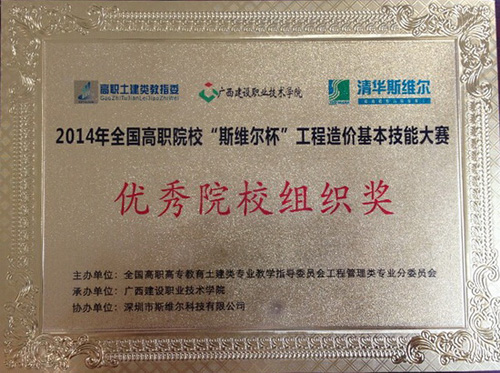 高职土建类教指委 广西建设职业技术学院 清华斯维尔
GaoZhiTuJianLeiJiaoZhiWei
2014年全国高职院校“斯维尔杯”工程造价基本技能大赛
优秀院校组织奖
主办单位：全国高职高专教育土建类专业教学指导委员会工程管理类专业分委员会
承办单位：广西建设职业技术学院
协办单位：深圳市斯维尔科技有限公司